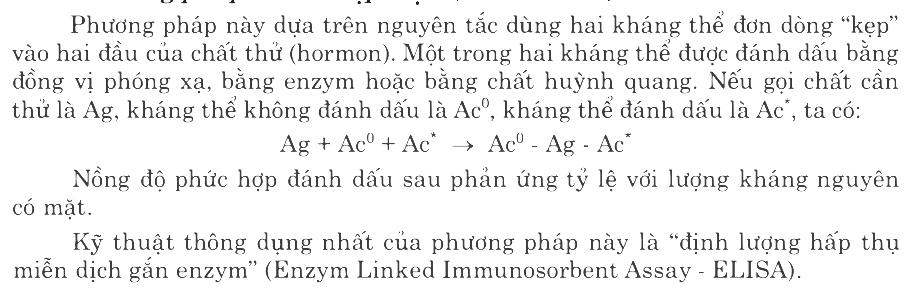 Phương pháp này dựa trên nguyên tắc dùng hai kháng thể đơn dòng “kẹp”
vào hai đầu của chất thử (hormon). Một trong hai kháng thể được đánh dấu bằng
đồng vị phóng xạ, bằng enzym hoặc bằng chất huỳnh quang. Nếu gọi chất cần
thử là Ag, kháng thể không đánh dấu là Ac⁰, kháng thể đánh dấu là Ac*, ta có:
Ag + Ac⁰ + Ac* → Ac⁰ - Ag - Ac*
Nồng độ phức hợp đánh dấu sau phản ứng tỷ lệ với lượng kháng nguyên
có mặt.
Kỹ thuật thông dụng nhất của phương pháp này là “định lượng hấp thụ
miễn dịch gắn enzym” (Enzym Linked Immunosorbent Assay - ELISA).